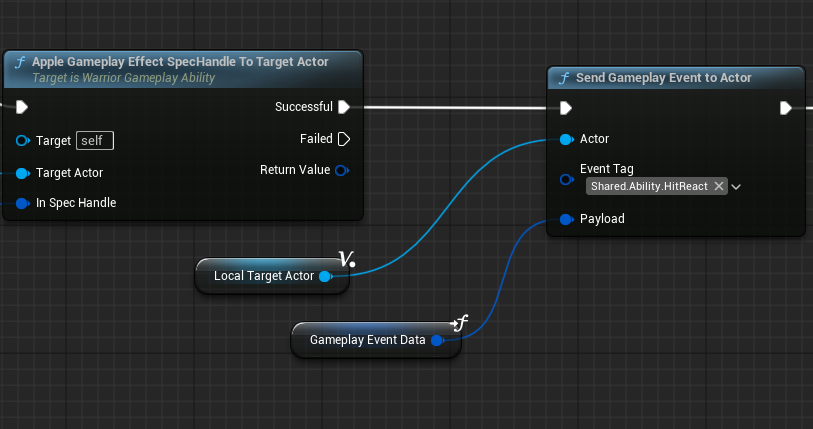 Apple Gameplay Effect SpecHandle To Target Actor
Target is Warrior Gameplay Ability
Successful
Target self
Failed
Target Actor
Return Value
In Spec Handle
Send Gameplay Event to Actor
Actor
Event Tag
Shared.Ability.HitReact
Payload
Local Target Actor
Gameplay Event Data